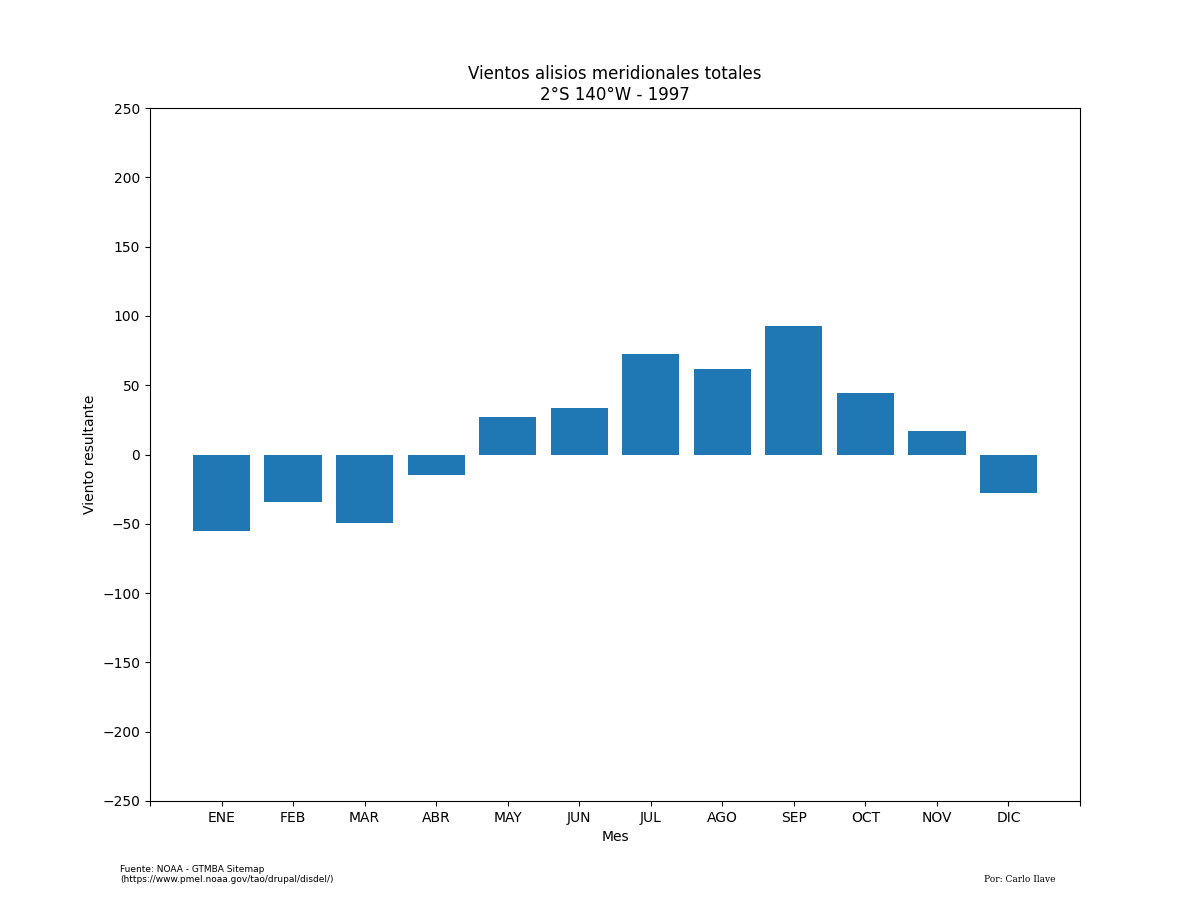 Vientos alisios meridionales totales
2°S 140°W - 1997
250
200
150
100
50
0
−50
−100
−150
−200
−250
Viento resultante
ENE FEB MAR ABR MAY JUN JUL AGO SEP OCT NOV DIC
Mes
Fuente: NOAA - GTMBA Sitemap
(https://www.pmel.noaa.gov/tao/drupal/disdel/)
Por: Carlo Ilave